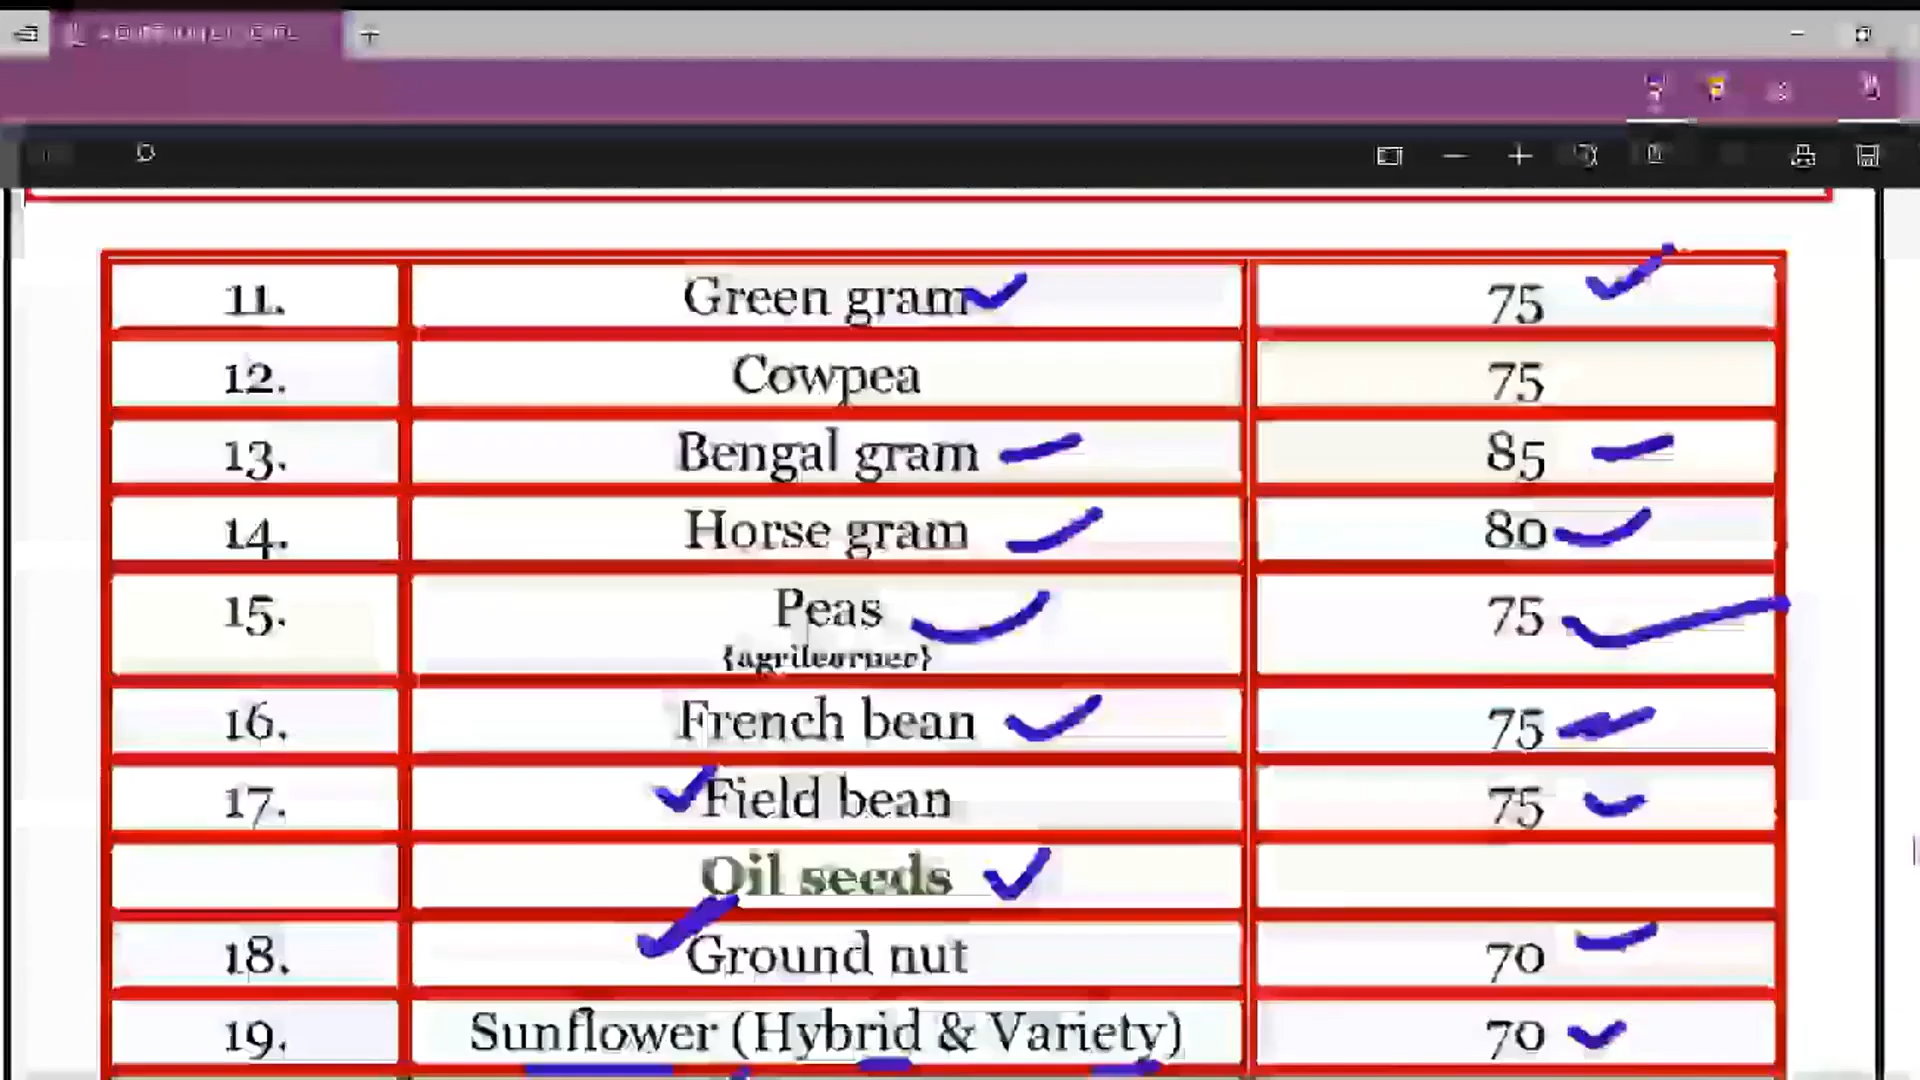 11. Green gram 75
12. Cowpea 75
13. Bengal gram 85
14. Horse gram 80
15. Peas 75
{agrilearner}
16. French bean 75
17. Field bean 75
Oil seeds
18. Ground nut 70
19. Sunflower (Hybrid & Variety) 70